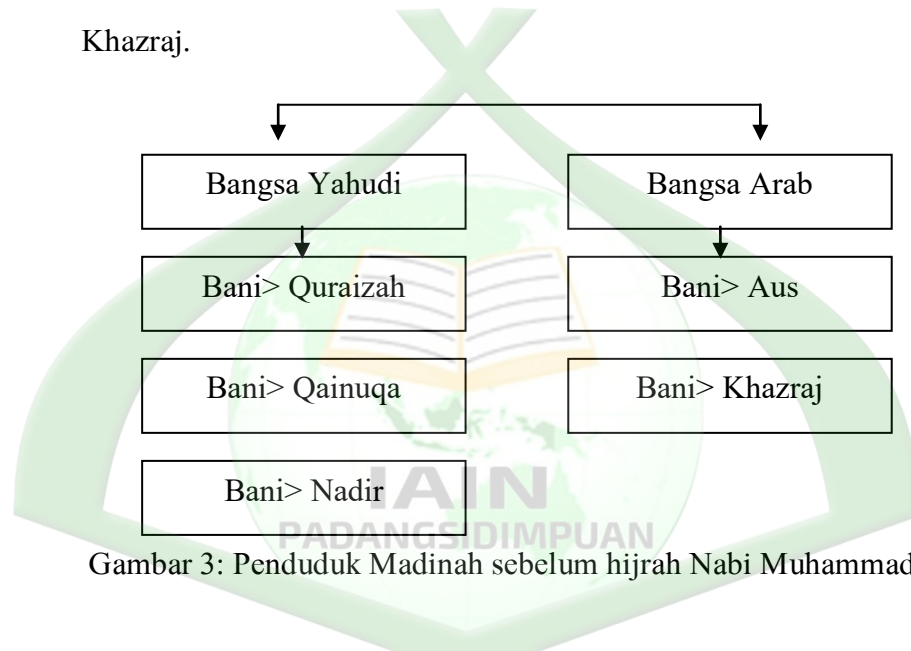 Khazraj.
Bangsa Yahudi
Bangsa Arab
Bani> Quraizah
Bani> Aus
Bani> Qainuqa
Bani> Khazraj
Bani> Nadir
IAIN
PADANGSIDIMPUAN
Gambar 3: Penduduk Madinah sebelum hijrah Nabi Muhammad